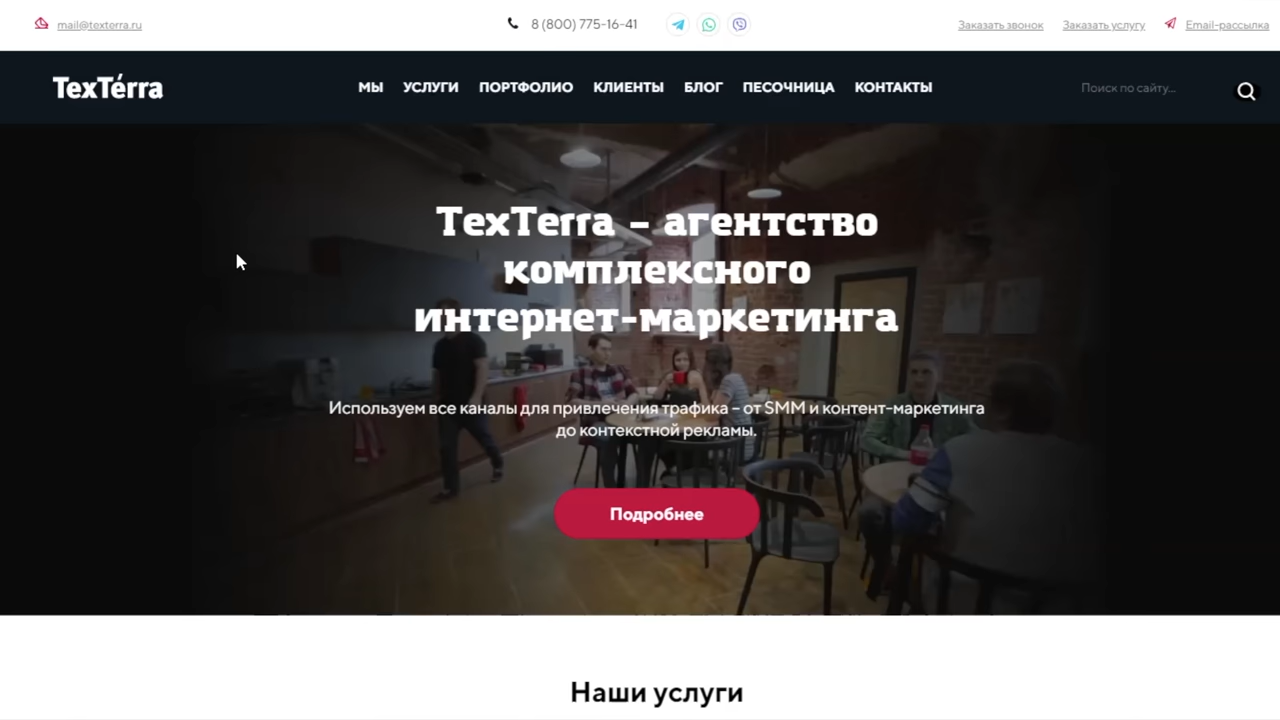 mail@texterra.ru
8 (800) 775-16-41
Заказать звонок
Заказать услугу
Email-рассылка
TexTérra
МЫ
УСЛУГИ
ПОРТФОЛИО
КЛИЕНТЫ
БЛОГ
ПЕСОЧНИЦА
КОНТАКТЫ
Поиск по сайту...
TexTerra – агентство
комплексного
интернет-маркетинга
Используем все каналы для привлечения трафика – от SMM и контент-маркетинга
до контекстной рекламы.
Подробнее
Наши услуги